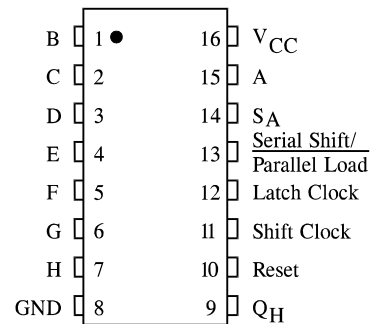 B 1 16 VCC
C 2 15 A
D 3 14 SA
E 4 13 Serial Shift/
Parallel Load
F 5 12 Latch Clock
G 6 11 Shift Clock
H 7 10 Reset
GND 8 9 QH